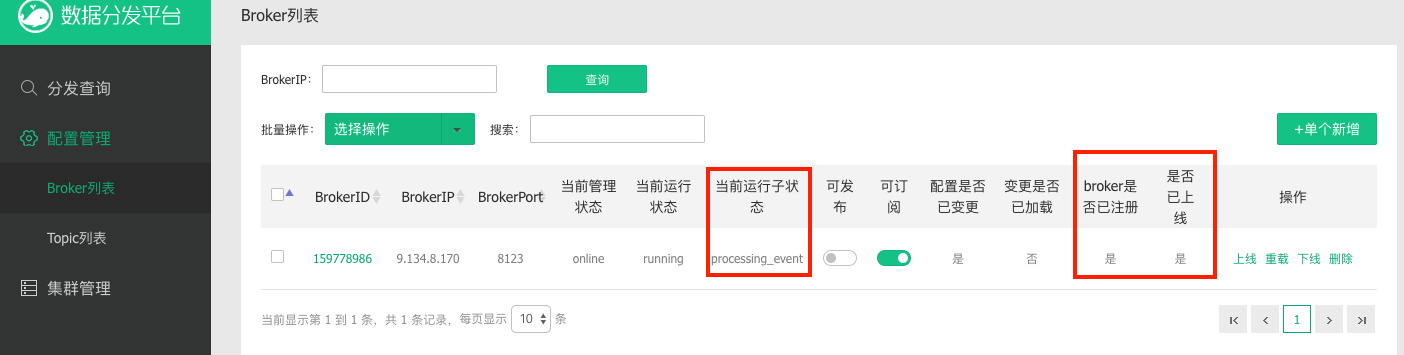 数据分发平台
Broker列表
分发查询
配置管理
Broker列表
Topic列表
集群管理
BrokerIP:
查询
批量操作:
选择操作
搜索:
+单个新增
BrokerID
BrokerIP
BrokerPort
当前管理
状态
当前运行
状态
当前运行子状
态
可发
布
可订
阅
配置是否
已变更
变更是否
已加载
broker是
否已注册
是否
已上
线
操作
159778986
9.134.8.170
8123
online
running
processing_event
是
否
是
是
上线 重载 下线 删除
当前显示第 1 到 1 条，共 1 条记录，每页显示 10 条
1